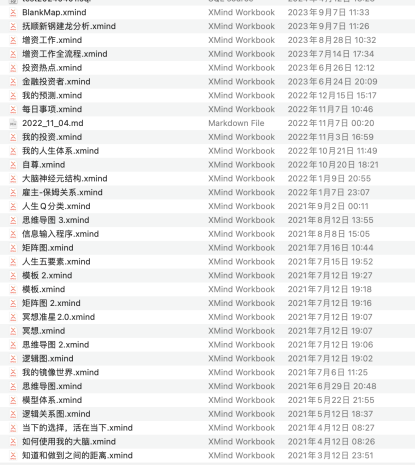 BlankMap.xmind XMind Workbook 2023年9月7日 11:33
抚顺新钢建龙分析.xmind XMind Workbook 2023年9月7日 11:26
增资工作.xmind XMind Workbook 2023年8月28日 10:32
增资工作全流程.xmind XMind Workbook 2023年7月14日 17:34
投资热点.xmind XMind Workbook 2023年6月26日 12:12
金融投资者.xmind XMind Workbook 2023年6月24日 20:09
我的预测.xmind XMind Workbook 2022年12月15日 15:17
每日事项.xmind XMind Workbook 2022年11月7日 10:46
2022_11_04.md Markdown File 2022年11月7日 00:20
我的投资.xmind XMind Workbook 2022年11月3日 16:59
我的人生体系.xmind XMind Workbook 2022年10月21日 11:49
自尊.xmind XMind Workbook 2022年10月20日 18:21
大脑神经元结构.xmind XMind Workbook 2022年1月9日 20:55
雇主-保姆关系.xmind XMind Workbook 2022年1月7日 23:07
人生Q分类.xmind XMind Workbook 2021年9月2日 00:11
思维导图 3.xmind XMind Workbook 2021年8月12日 13:55
信息输入程序.xmind XMind Workbook 2021年8月8日 15:05
矩阵图.xmind XMind Workbook 2021年7月16日 10:44
人生五要素.xmind XMind Workbook 2021年7月15日 19:52
模板 2.xmind XMind Workbook 2021年7月12日 19:27
模板.xmind XMind Workbook 2021年7月12日 19:18
矩阵图 2.xmind XMind Workbook 2021年7月12日 19:16
冥想准星2.0.xmind XMind Workbook 2021年7月12日 19:07
冥想.xmind XMind Workbook 2021年7月12日 19:07
思维导图 2.xmind XMind Workbook 2021年7月12日 19:06
逻辑图.xmind XMind Workbook 2021年7月12日 19:02
我的镜像世界.xmind XMind Workbook 2021年7月6日 11:25
思维导图.xmind XMind Workbook 2021年6月29日 20:48
模型体系.xmind XMind Workbook 2021年5月22日 21:55
逻辑关系图.xmind XMind Workbook 2021年5月12日 18:37
当下的选择，活在当下.xmind XMind Workbook 2021年4月12日 08:27
如何使用我的大脑.xmind XMind Workbook 2021年4月12日 08:26
知道和做到之间的距离.xmind XMind Workbook 2021年3月12日 23:51